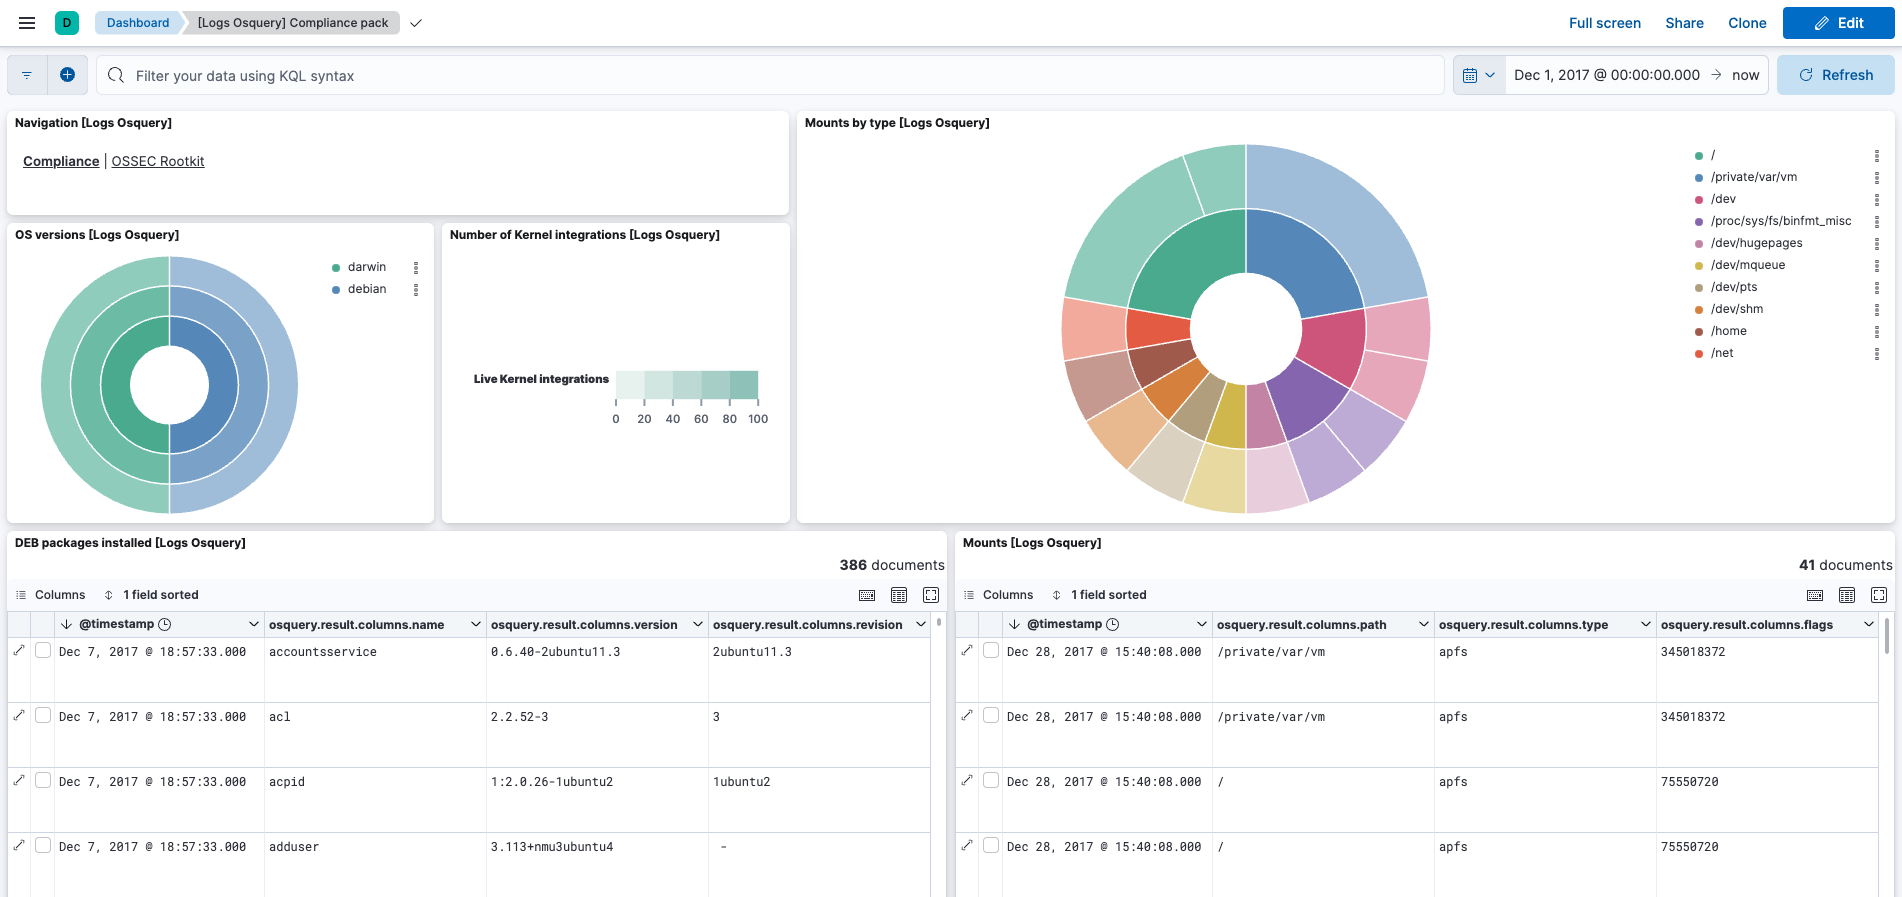 D Dashboard [Logs Osquery] Compliance pack Full screen Share Clone Edit
Filter your data using KQL syntax Dec 1, 2017 @ 00:00:00.000 → now Refresh
Navigation [Logs Osquery]
Compliance | OSSEC Rootkit
Mounts by type [Logs Osquery]
/
/private/var/vm
/dev
/proc/sys/fs/binfmt_misc
/dev/hugepages
/dev/mqueue
/dev/pts
/dev/shm
/home
/net
OS versions [Logs Osquery]
darwin
debian
Number of Kernel integrations [Logs Osquery]
Live Kernel integrations
0 20 40 60 80 100
DEB packages installed [Logs Osquery]
386 documents
Columns 1 field sorted
@timestamp osquery.result.columns.name osquery.result.columns.version osquery.result.columns.revision
Dec 7, 2017 @ 18:57:33.000 accountsservice 0.6.40-2ubuntu11.3 2ubuntu11.3
Dec 7, 2017 @ 18:57:33.000 acl 2.2.52-3 3
Dec 7, 2017 @ 18:57:33.000 acpid 1:2.0.26-1ubuntu2 1ubuntu2
Dec 7, 2017 @ 18:57:33.000 adduser 3.113+nmu3ubuntu4 -
Mounts [Logs Osquery]
41 documents
Columns 1 field sorted
@timestamp osquery.result.columns.path osquery.result.columns.type osquery.result.columns.flags
Dec 28, 2017 @ 15:40:08.000 /private/var/vm apfs 345018372
Dec 28, 2017 @ 15:40:08.000 /private/var/vm apfs 345018372
Dec 28, 2017 @ 15:40:08.000 / apfs 75550720
Dec 28, 2017 @ 15:40:08.000 / apfs 75550720